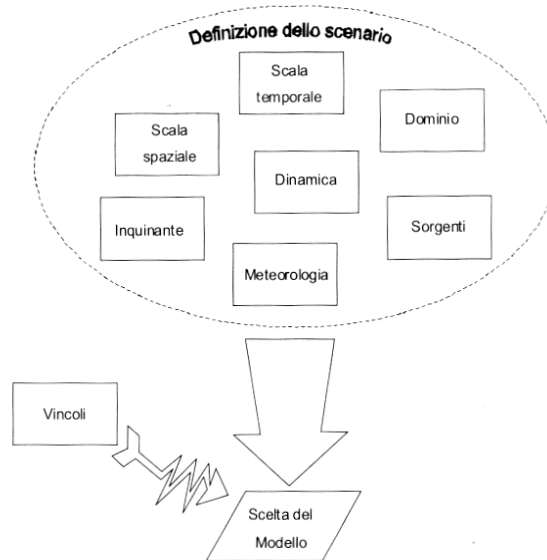 Definizione dello scenario
Scala
temporale
Dominio
Scala
spaziale
Dinamica
Inquinante
Sorgenti
Meteorologia
Vincoli
Scelta del
Modello